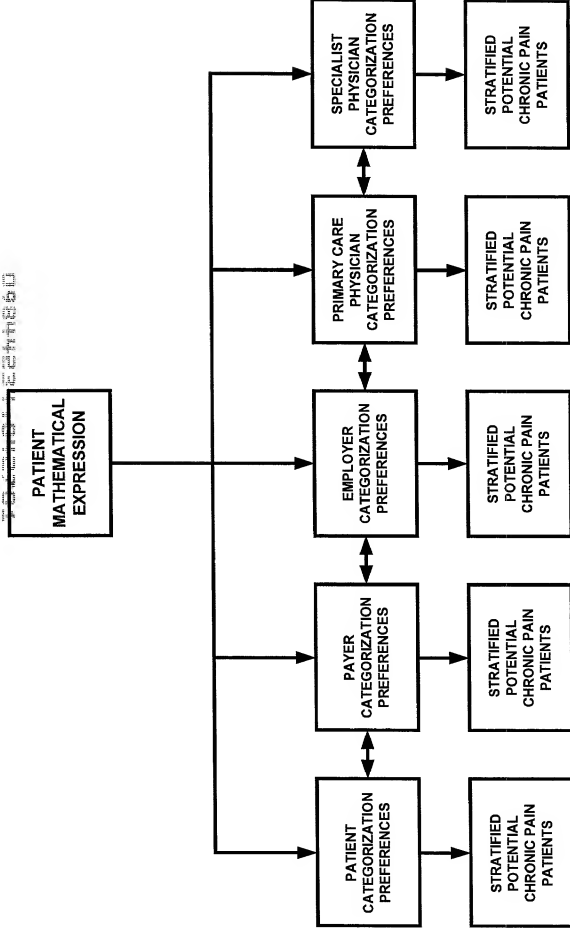 PATIENT
MATHEMATICAL
EXPRESSION
PATIENT
CATEGORIZATION
PREFERENCES
PAYER
CATEGORIZATION
PREFERENCES
EMPLOYER
CATEGORIZATION
PREFERENCES
PRIMARY CARE
PHYSICIAN
CATEGORIZATION
PREFERENCES
SPECIALIST
PHYSICIAN
CATEGORIZATION
PREFERENCES
STRATIFIED
POTENTIAL
CHRONIC PAIN
PATIENTS
STRATIFIED
POTENTIAL
CHRONIC PAIN
PATIENTS
STRATIFIED
POTENTIAL
CHRONIC PAIN
PATIENTS
STRATIFIED
POTENTIAL
CHRONIC PAIN
PATIENTS
STRATIFIED
POTENTIAL
CHRONIC PAIN
PATIENTS